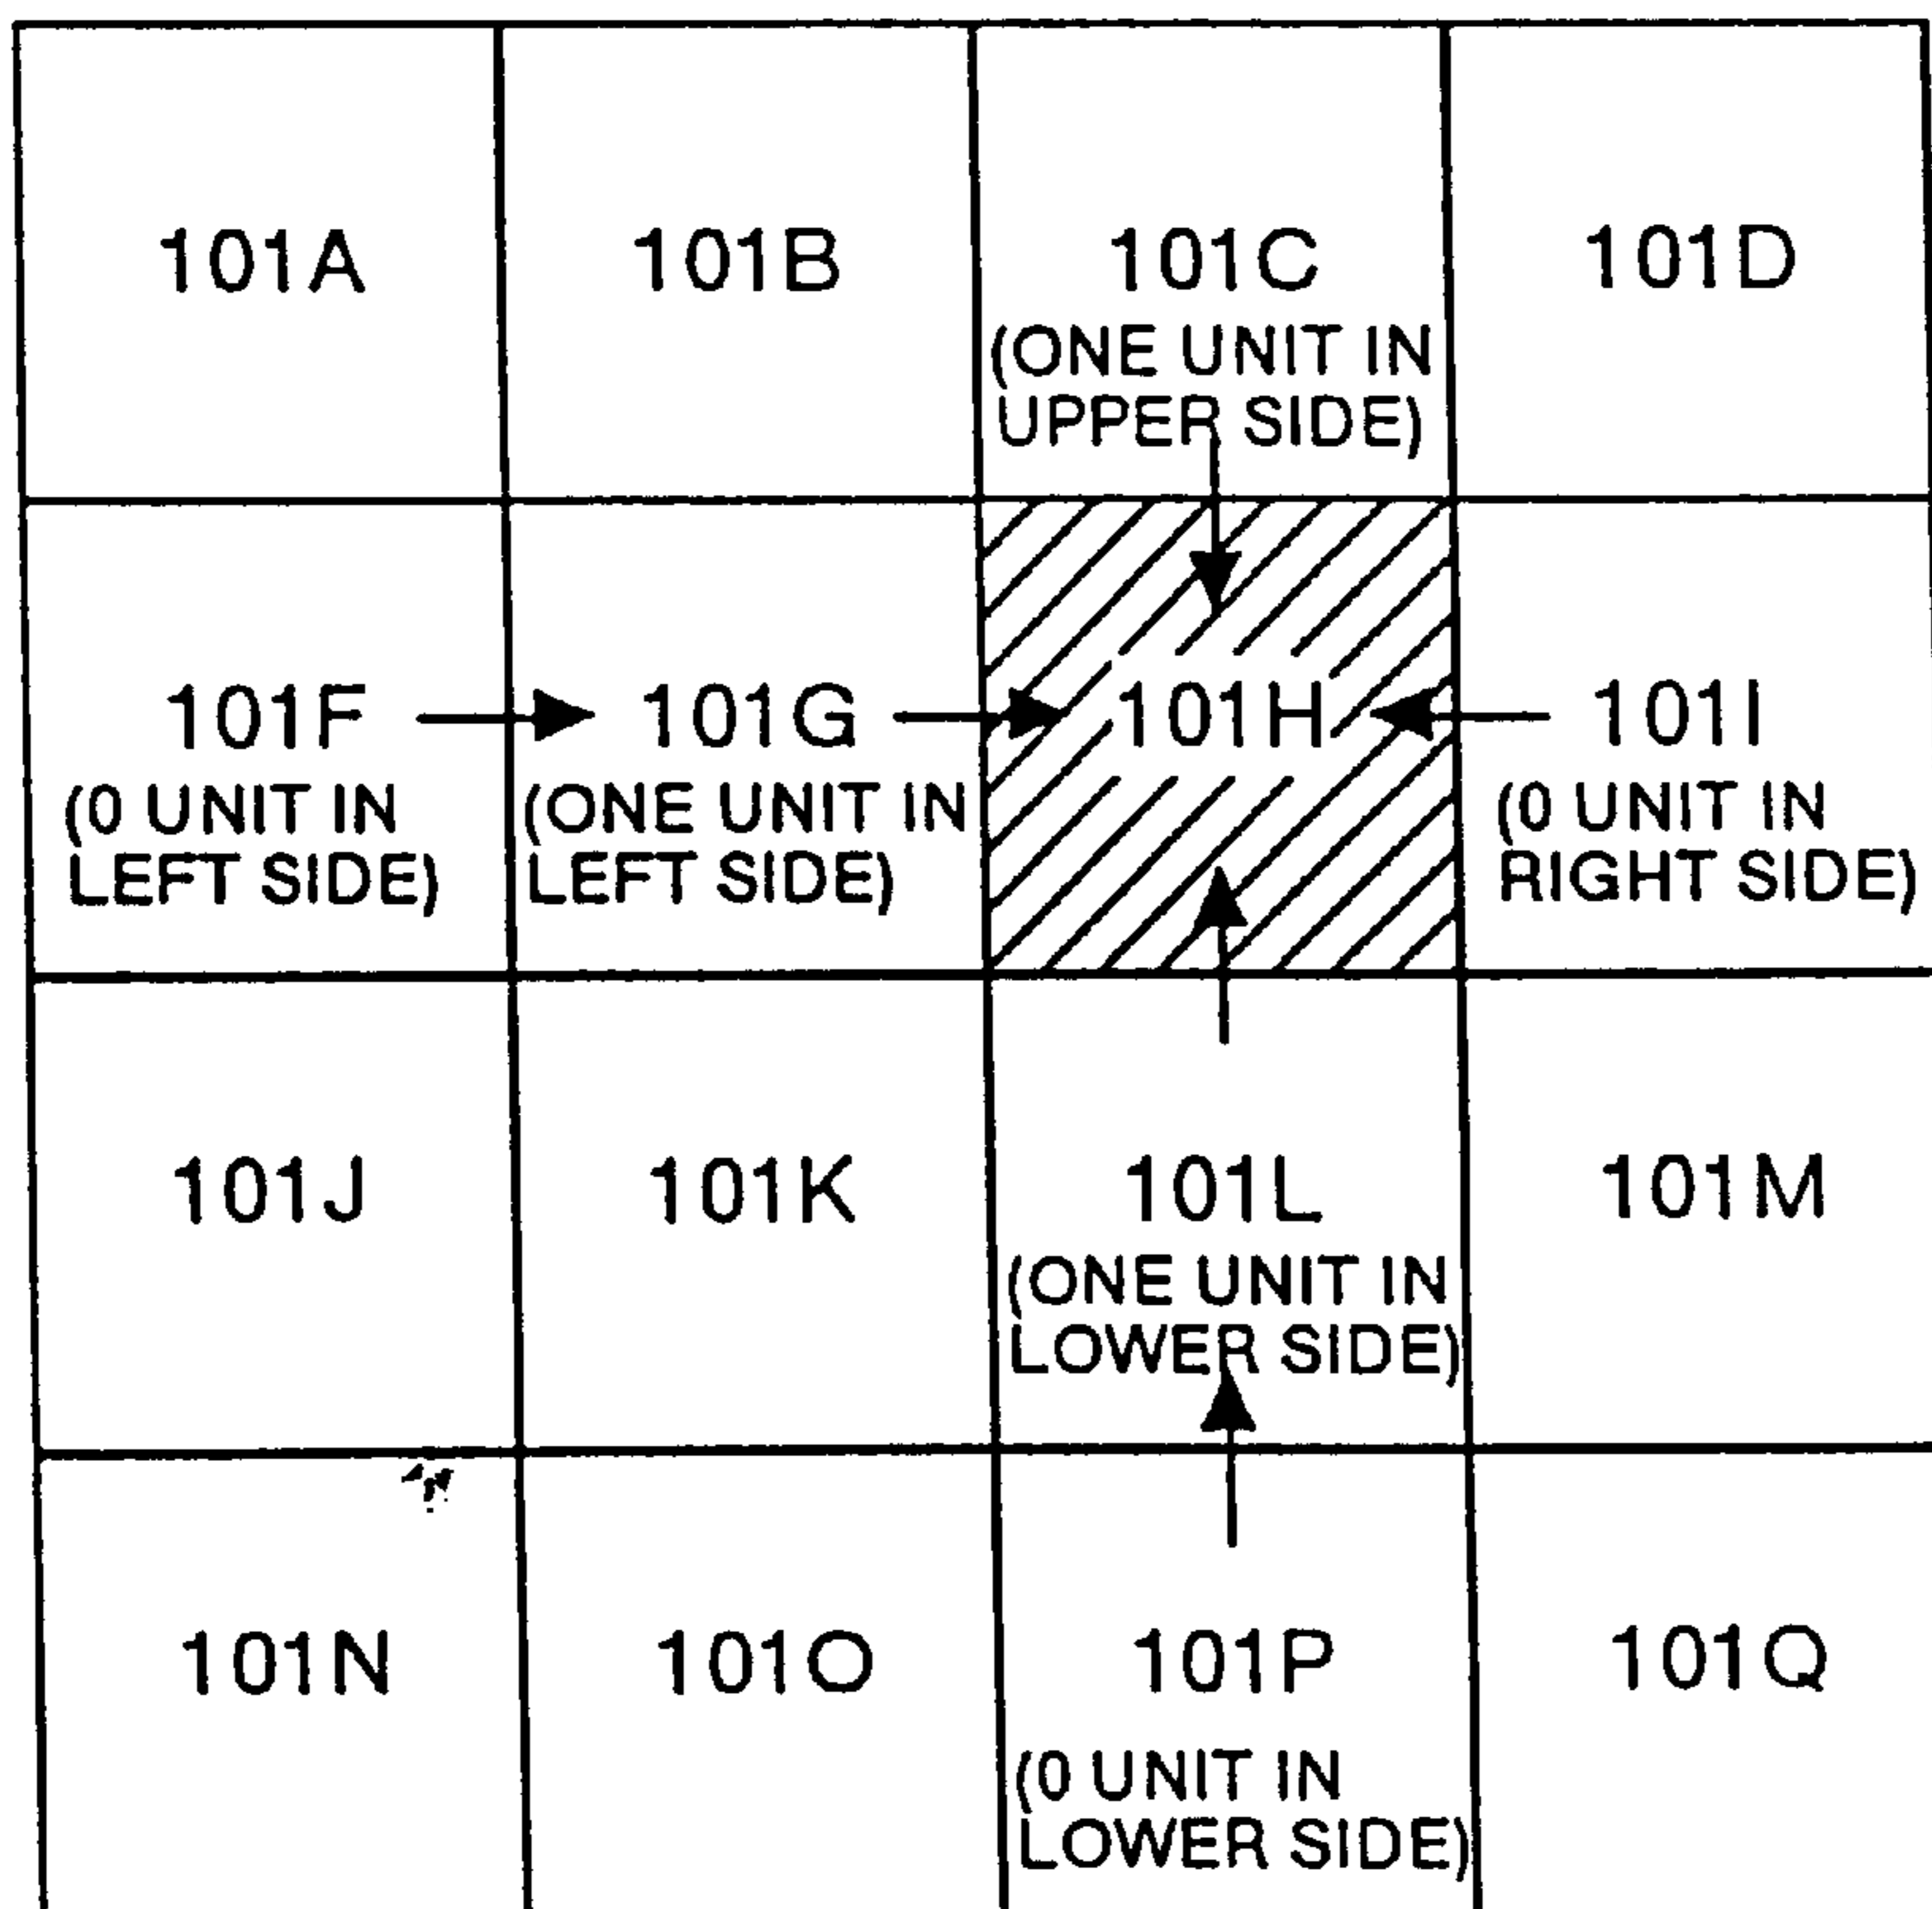 101A
101B
101C
(ONE UNIT IN
UPPER SIDE)
101D
101F
(0 UNIT IN
LEFT SIDE)
101G
(ONE UNIT IN
LEFT SIDE)
101H
101I
(0 UNIT IN
RIGHT SIDE)
101J
101K
101L
(ONE UNIT IN
LOWER SIDE)
101M
101N
101O
101P
(0 UNIT IN
LOWER SIDE)
101Q